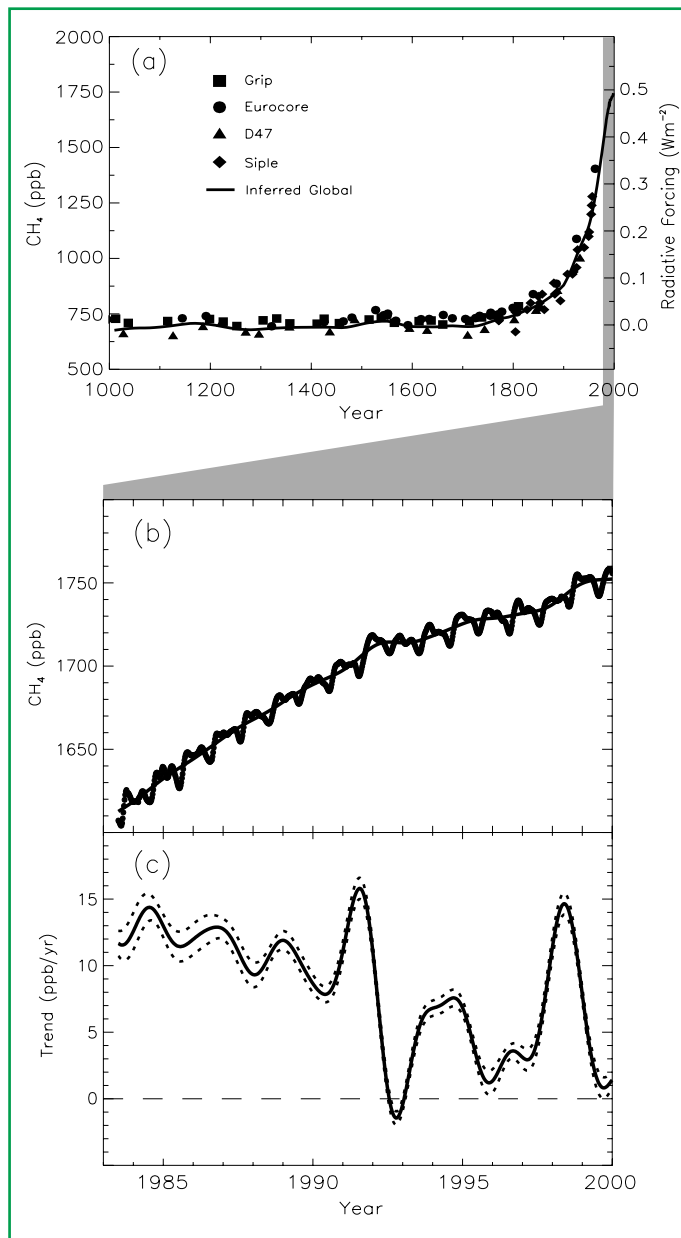 (a)
2000
1750
1500
1250
1000
750
500
CH₄ (ppb)
Grip
Eurocore
D47
Siple
Inferred Global
0.5
0.4
0.3
0.2
0.1
0.0
Radiative Forcing (Wm⁻²)
1000 1200 1400 1600 1800 2000
Year
(b)
1750
1700
1650
CH₄ (ppb)
(c)
15
10
5
0
Trend (ppb/yr)
1985 1990 1995 2000
Year